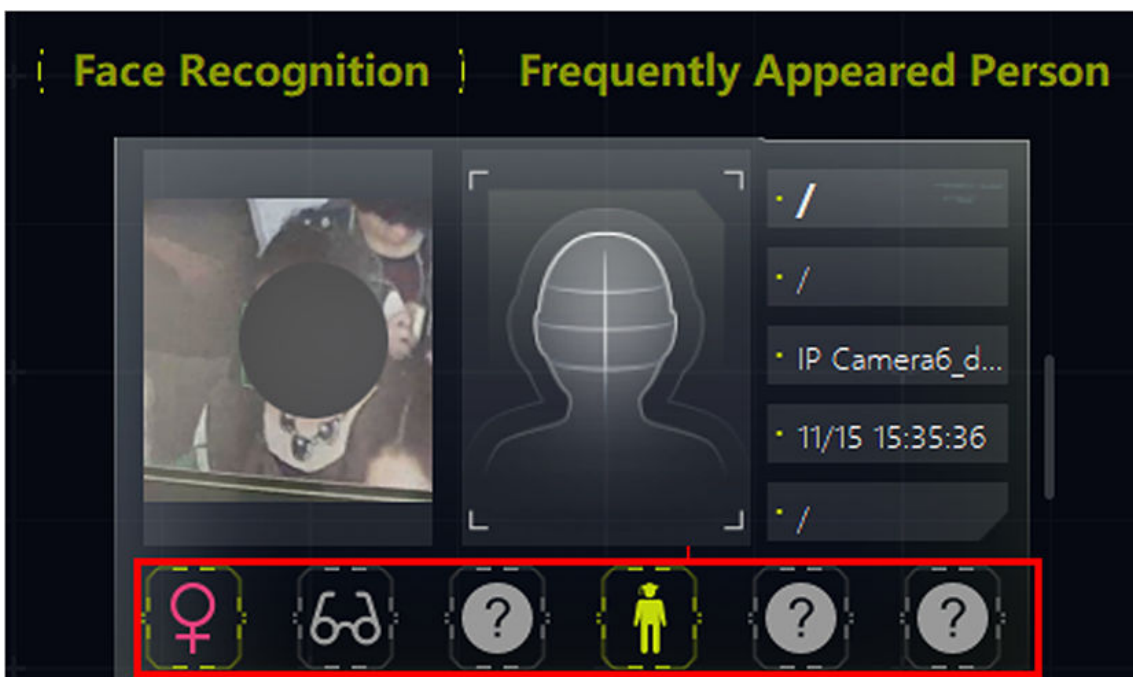 Face Recognition
Frequently Appeared Person
/
/
IP Camera6_d...
11/15 15:35:36
/
?
?
?